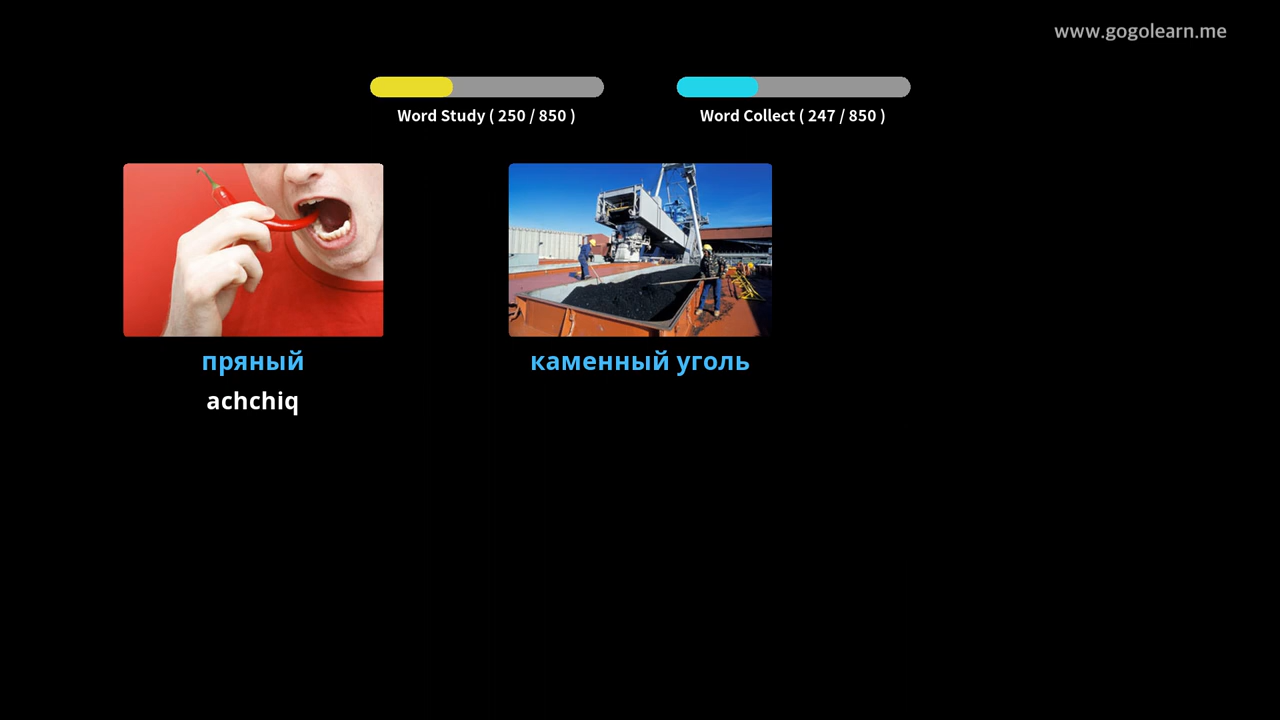 www.gogolearn.me
Word Study ( 250 / 850 )
Word Collect ( 247 / 850 )
пряный
achchiq
каменный уголь